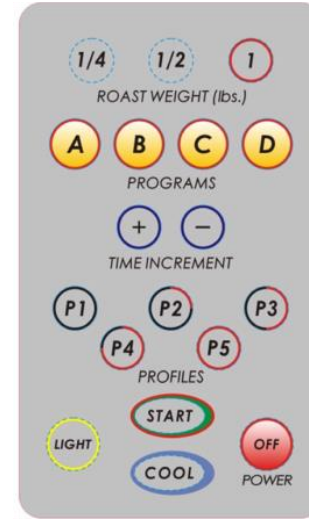 1/4 1/2 1
ROAST WEIGHT (lbs.)
A B C D
PROGRAMS
+ −
TIME INCREMENT
P1 P2 P3
P4 P5
PROFILES
START
LIGHT OFF
COOL
POWER